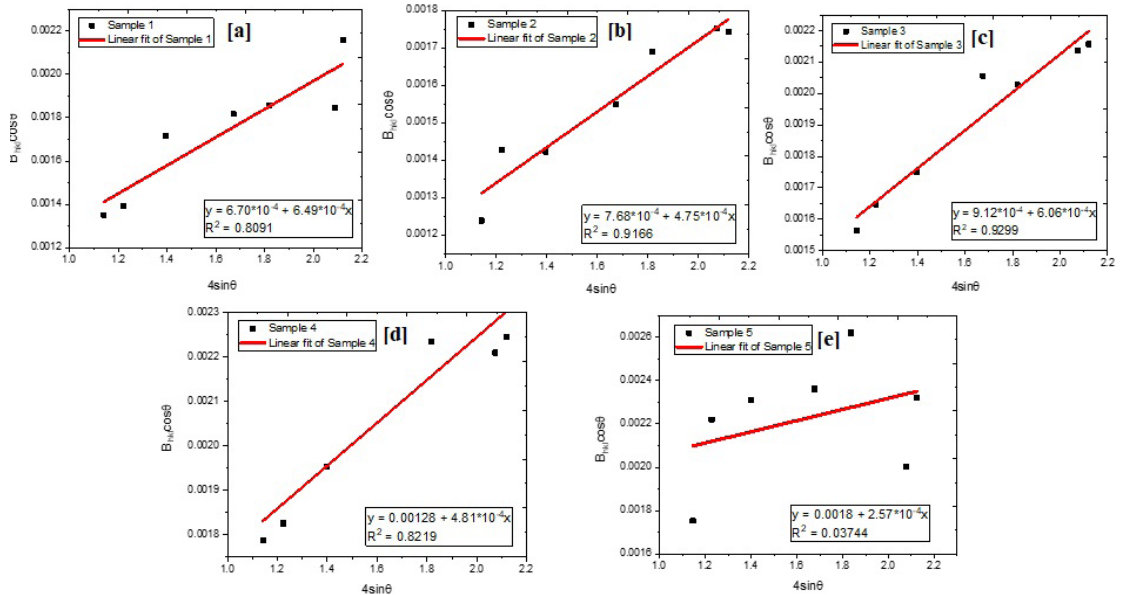 Sample 1
Linear fit of Sample 1
[a]
0.0022
0.0020
0.0018
0.0016
0.0014
0.0012
B_hkl cosθ
y = 6.70*10^-4 + 6.49*10^-4x
R^2 = 0.8091
1.0 1.2 1.4 1.6 1.8 2.0 2.2
4sinθ
Sample 2
Linear fit of Sample 2
[b]
0.0018
0.0017
0.0016
0.0015
0.0014
0.0013
0.0012
B_hkl cosθ
y = 7.68*10^-4 + 4.75*10^-4x
R^2 = 0.9166
1.0 1.2 1.4 1.6 1.8 2.0 2.2
4sinθ
Sample 3
Linear fit of Sample 3
[c]
0.0022
0.0021
0.0020
0.0019
0.0018
0.0017
0.0016
0.0015
B_hkl cosθ
y = 9.12*10^-4 + 6.06*10^-4x
R^2 = 0.9299
1.0 1.2 1.4 1.6 1.8 2.0 2.2
4sinθ
Sample 4
Linear fit of Sample 4
[d]
0.0023
0.0022
0.0021
0.0020
0.0019
0.0018
B_hkl cosθ
y = 0.00128 + 4.81*10^-4x
R^2 = 0.8219
1.0 1.2 1.4 1.6 1.8 2.0 2.2
4sinθ
Sample 5
Linear fit of Sample 5
[e]
0.0026
0.0024
0.0022
0.0020
0.0018
0.0016
B_hkl cosθ
y = 0.0018 + 2.57*10^-4x
R^2 = 0.03744
1.0 1.2 1.4 1.6 1.8 2.0 2.2
4sinθ